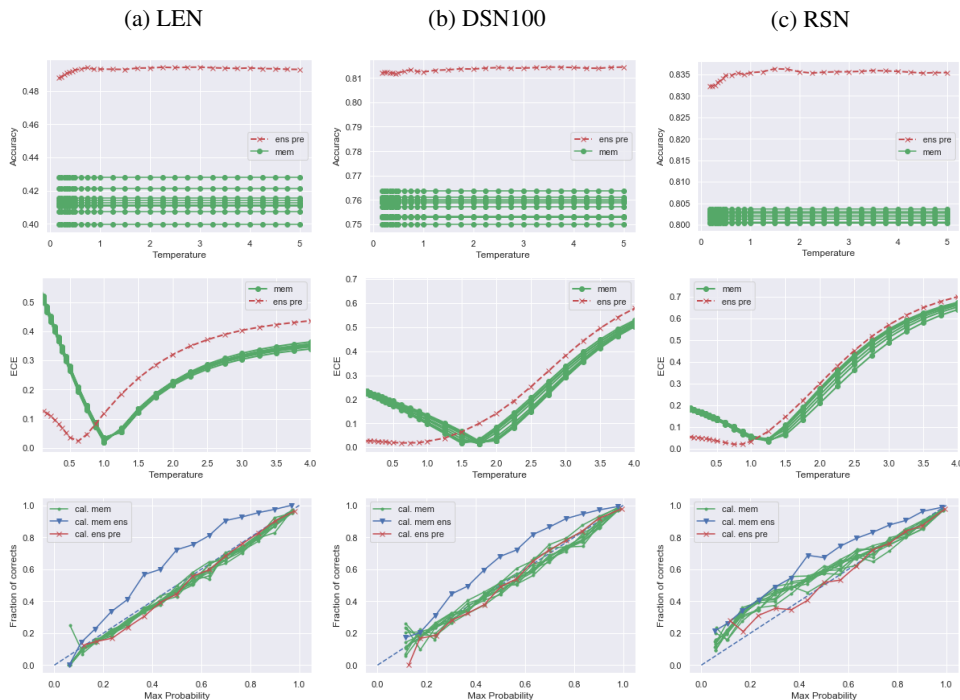 (a) LEN
(b) DSN100
(c) RSN
0.48
0.46
0.44
0.42
0.40
Accuracy
ens pre
mem
0 1 2 3 4 5
Temperature
0.81
0.80
0.79
0.78
0.77
0.76
0.75
Accuracy
ens pre
mem
0 1 2 3 4 5
Temperature
0.835
0.830
0.825
0.820
0.815
0.810
0.805
0.800
Accuracy
ens pre
mem
0 1 2 3 4 5
Temperature
0.5
0.4
0.3
0.2
0.1
0.0
ECE
mem
ens pre
0.5 1.0 1.5 2.0 2.5 3.0 3.5 4.0
Temperature
0.7
0.6
0.5
0.4
0.3
0.2
0.1
0.0
ECE
mem
ens pre
0.5 1.0 1.5 2.0 2.5 3.0 3.5 4.0
Temperature
0.7
0.6
0.5
0.4
0.3
0.2
0.1
0.0
ECE
mem
ens pre
0.5 1.0 1.5 2.0 2.5 3.0 3.5 4.0
Temperature
1.0
0.8
0.6
0.4
0.2
0.0
Fraction of corrects
cal. mem
cal. mem ens
cal. ens pre
0.0 0.2 0.4 0.6 0.8 1.0
Max Probability
1.0
0.8
0.6
0.4
0.2
0.0
Fraction of corrects
cal. mem
cal. mem ens
cal. ens pre
0.0 0.2 0.4 0.6 0.8 1.0
Max Probability
1.0
0.8
0.6
0.4
0.2
0.0
Fraction of corrects
cal. mem
cal. mem ens
cal. ens pre
0.0 0.2 0.4 0.6 0.8 1.0
Max Probability